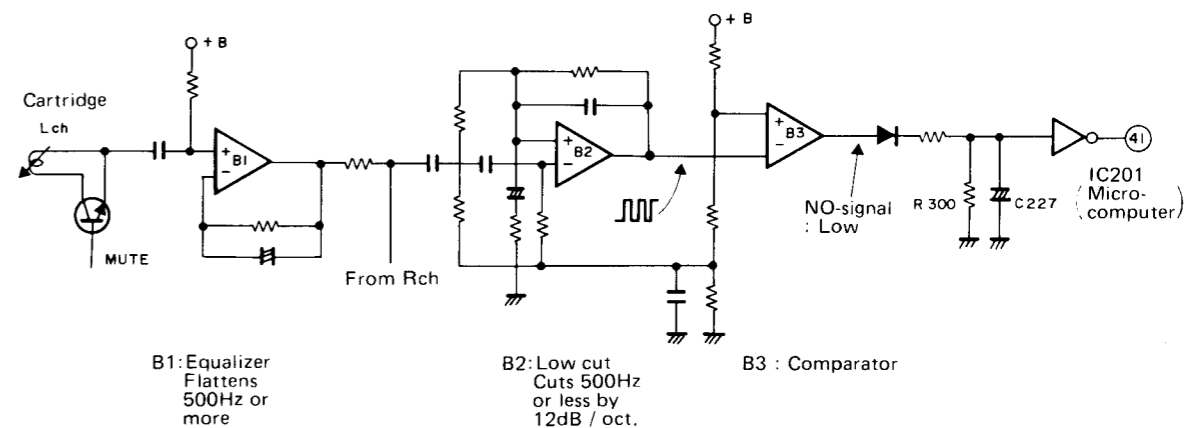 + B
+ B
Cartridge
Lch
+
B1
-
+
B2
-
+
B3
-
41
IC201
( Micro-
computer)
R 300
C227
NO-signal
: Low
MUTE
From Rch
B1:Equalizer
Flattens
500Hz or
more
B2:Low cut
Cuts 500Hz
or less by
12dB / oct.
B3 : Comparator